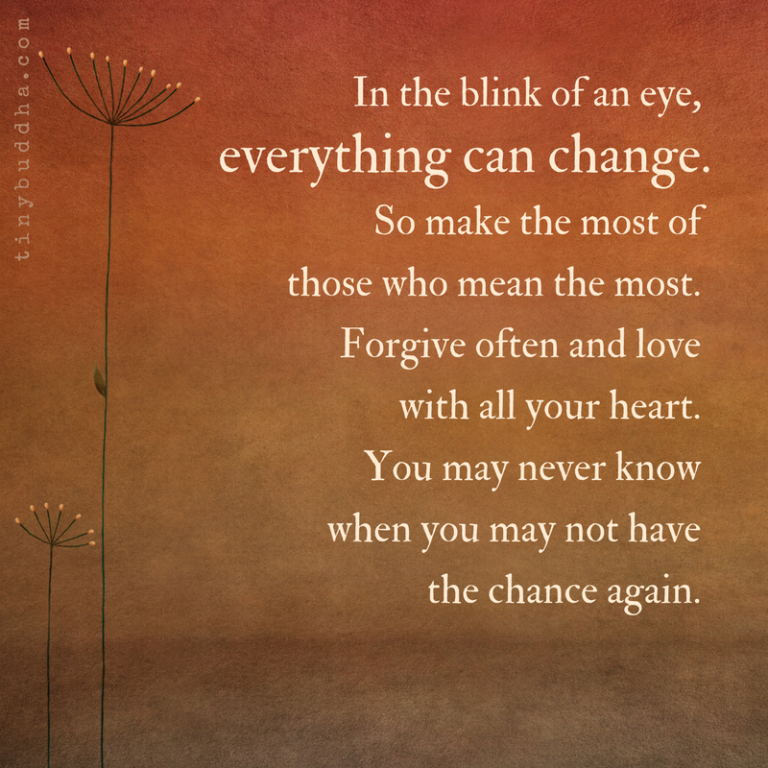 tinybuddha.com
In the blink of an eye,
everything can change.
So make the most of
those who mean the most.
Forgive often and love
with all your heart.
You may never know
when you may not have
the chance again.